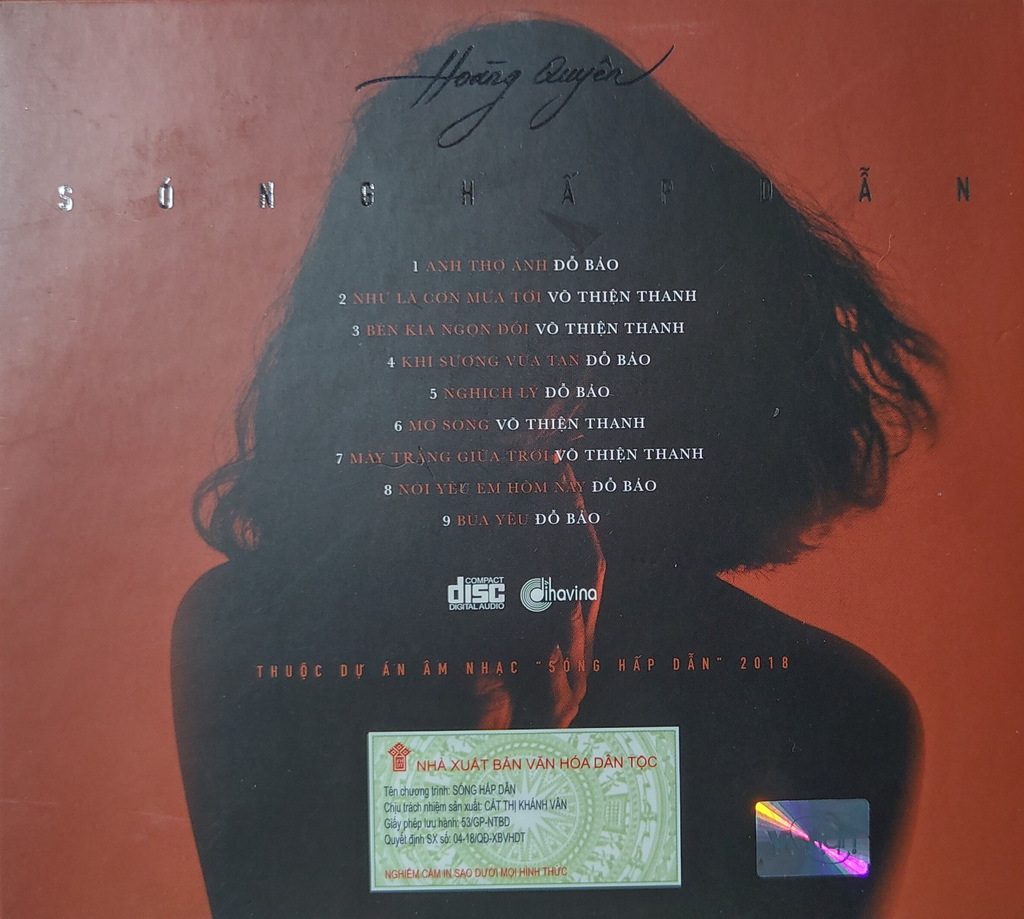 Hoàng Quyên
SÓNG HẤP DẪN
1 ANH THƠ ANH ĐỖ BẢO
2 NHƯ LÀ CƠN MƯA TỚI VÕ THIỆN THANH
3 BÊN KIA NGỌN ĐỒI VÕ THIỆN THANH
4 KHI SƯƠNG VỪA TAN ĐỖ BẢO
5 NGHỊCH LÝ ĐỖ BẢO
6 MƠ SONG VÕ THIỆN THANH
7 MÂY TRẮNG GIỮA TRỜI VÕ THIỆN THANH
8 NÓI YÊU EM HÔM NAY ĐỖ BẢO
9 BÙA YÊU ĐỖ BẢO
COMPACT
disc
DIGITAL AUDIO
dihavina
THUỘC DỰ ÁN ÂM NHẠC "SÓNG HẤP DẪN" 2018
NHÀ XUẤT BẢN VĂN HÓA DÂN TỘC
Tên chương trình: SÓNG HẤP DẪN
Chịu trách nhiệm sản xuất: CÁT THỊ KHÁNH VÂN
Giấy phép lưu hành: 53/GP-NTBD
Quyết định SX số: 04-18/QĐ-XBVHDT
NGHIÊM CẤM IN SAO DƯỚI MỌI HÌNH THỨC